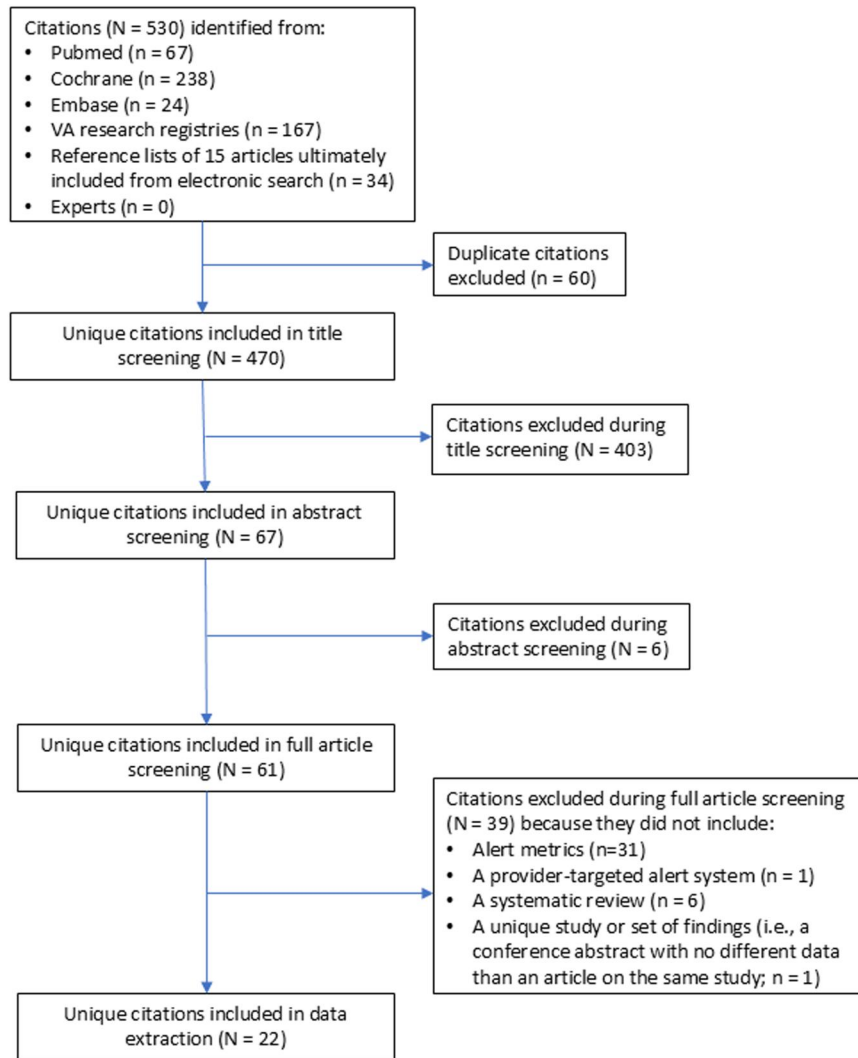 Citations (N = 530) identified from:
• Pubmed (n = 67)
• Cochrane (n = 238)
• Embase (n = 24)
• VA research registries (n = 167)
• Reference lists of 15 articles ultimately
included from electronic search (n = 34)
• Experts (n = 0)
Duplicate citations
excluded (n = 60)
Unique citations included in title
screening (N = 470)
Citations excluded during
title screening (N = 403)
Unique citations included in abstract
screening (N = 67)
Citations excluded during
abstract screening (N = 6)
Unique citations included in full article
screening (N = 61)
Citations excluded during full article screening
(N = 39) because they did not include:
• Alert metrics (n=31)
• A provider-targeted alert system (n = 1)
• A systematic review (n = 6)
• A unique study or set of findings (i.e., a
conference abstract with no different data
than an article on the same study; n = 1)
Unique citations included in data
extraction (N = 22)